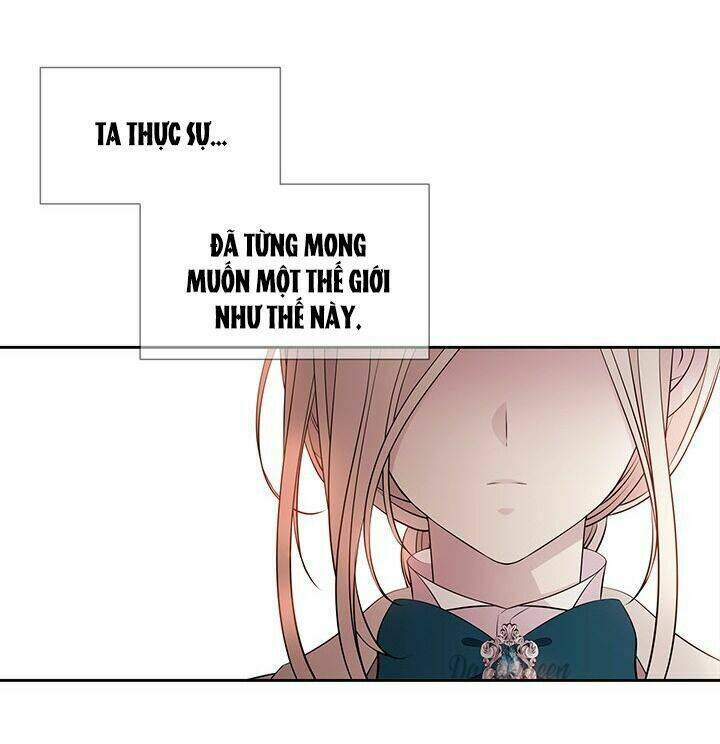 TA THỰC SỰ...
ĐÃ TỪNG MONG
MUỐN MỘT THẾ GIỚI
NHƯ THẾ NÀY.